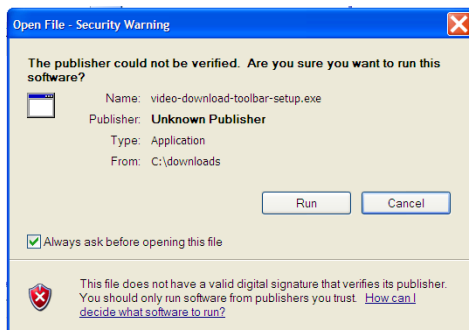 Open File - Security Warning
The publisher could not be verified.  Are you sure you want to run this
software?
Name: video-download-toolbar-setup.exe
Publisher: Unknown Publisher
Type: Application
From: C:\downloads
Run Cancel
Always ask before opening this file
This file does not have a valid digital signature that verifies its publisher.
You should only run software from publishers you trust. How can I
decide what software to run?